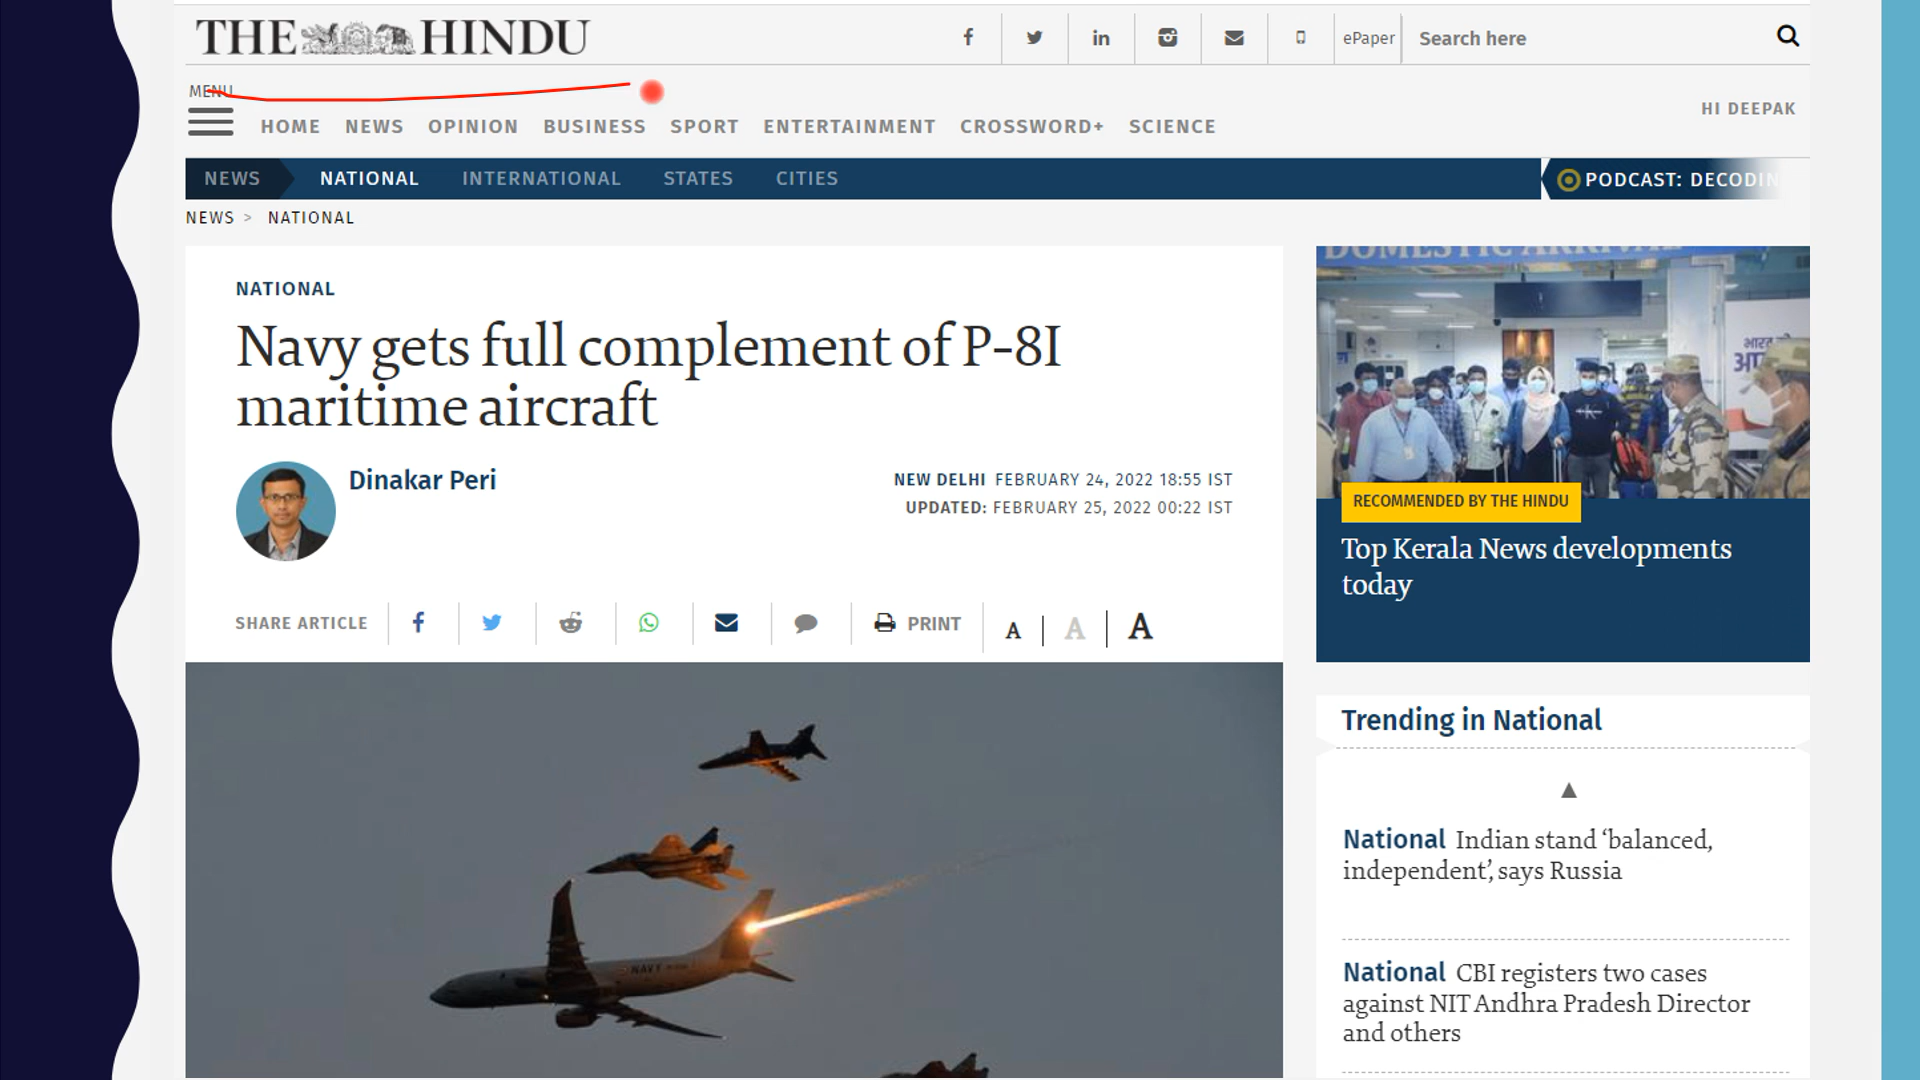 THE HINDU
ePaper
Search here
MENU
HOME NEWS OPINION BUSINESS SPORT ENTERTAINMENT CROSSWORD+ SCIENCE
HI DEEPAK
NEWS NATIONAL INTERNATIONAL STATES CITIES
PODCAST: DECODIN
NEWS > NATIONAL
NATIONAL
Navy gets full complement of P-8I
maritime aircraft
Dinakar Peri
NEW DELHI FEBRUARY 24, 2022 18:55 IST
UPDATED: FEBRUARY 25, 2022 00:22 IST
SHARE ARTICLE
PRINT
A A A
NAVY
DOMESTIC ARRIVAL
RECOMMENDED BY THE HINDU
Top Kerala News developments
today
Trending in National
National Indian stand ‘balanced,
independent’, says Russia
National CBI registers two cases
against NIT Andhra Pradesh Director
and others